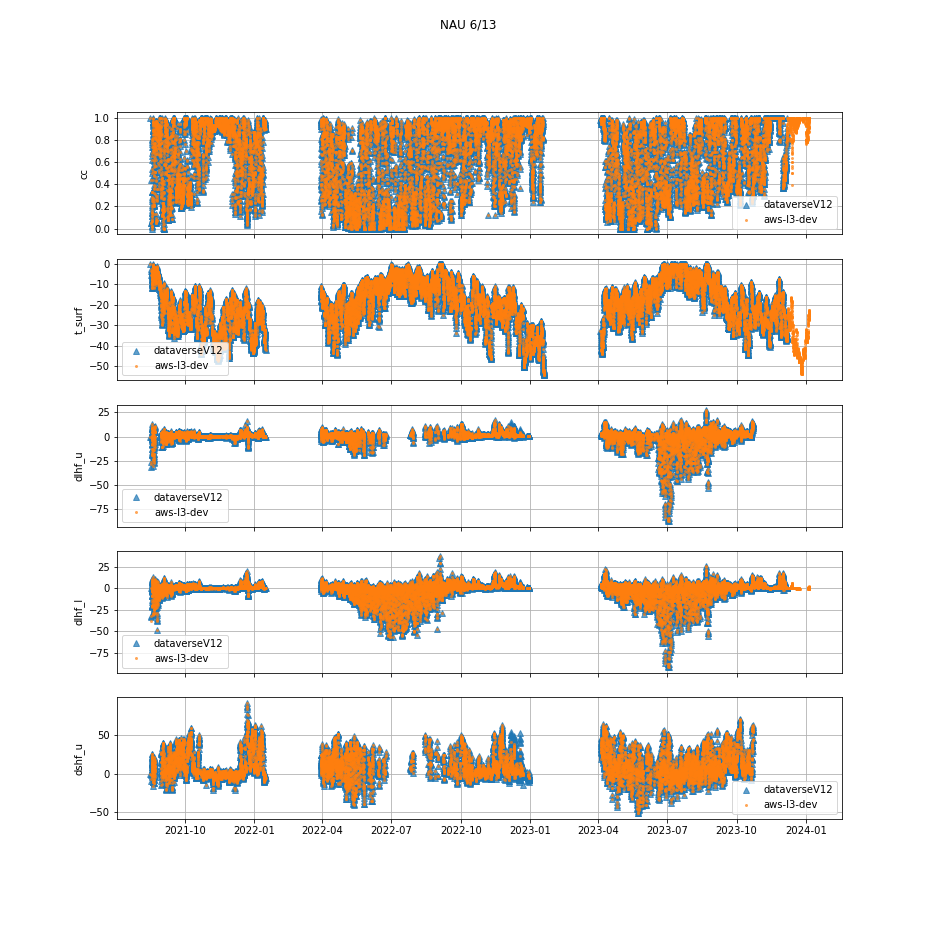 NAU 6/13
1.0
0.8
0.6
0.4
0.2
0.0
cc
dataverseV12
aws-l3-dev
0
−10
−20
−30
−40
−50
t_surf
dataverseV12
aws-l3-dev
25
0
−25
−50
−75
dlhf_u
dataverseV12
aws-l3-dev
25
0
−25
−50
−75
dlhf_l
dataverseV12
aws-l3-dev
50
0
−50
dshf_u
dataverseV12
aws-l3-dev
2021-10 2022-01 2022-04 2022-07 2022-10 2023-01 2023-04 2023-07 2023-10 2024-01